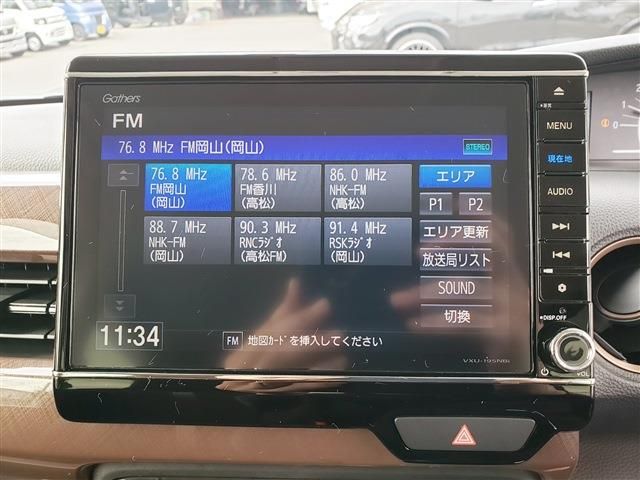 Gathers
FM
76.8 MHz FM岡山(岡山)
STEREO
76.8 MHz
FM岡山
(岡山)
78.6 MHz
FM香川
(高松)
86.0 MHz
NHK-FM
(高松)
88.7 MHz
NHK-FM
(岡山)
90.3 MHz
RNCラジオ
(高松FM)
91.4 MHz
RSKラジオ
(岡山)
エリア
P1
P2
エリア更新
放送局リスト
SOUND
切換
11:34
FM 地図カードを挿入してください
VXU-195NBi
MENU
現在地
AUDIO
DISP.OFF
VOL